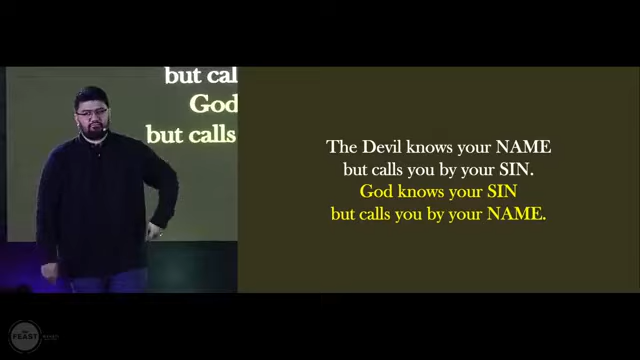 but cal
God
but calls
The Devil knows your NAME
but calls you by your SIN.
God knows your SIN
but calls you by your NAME.
FEAST